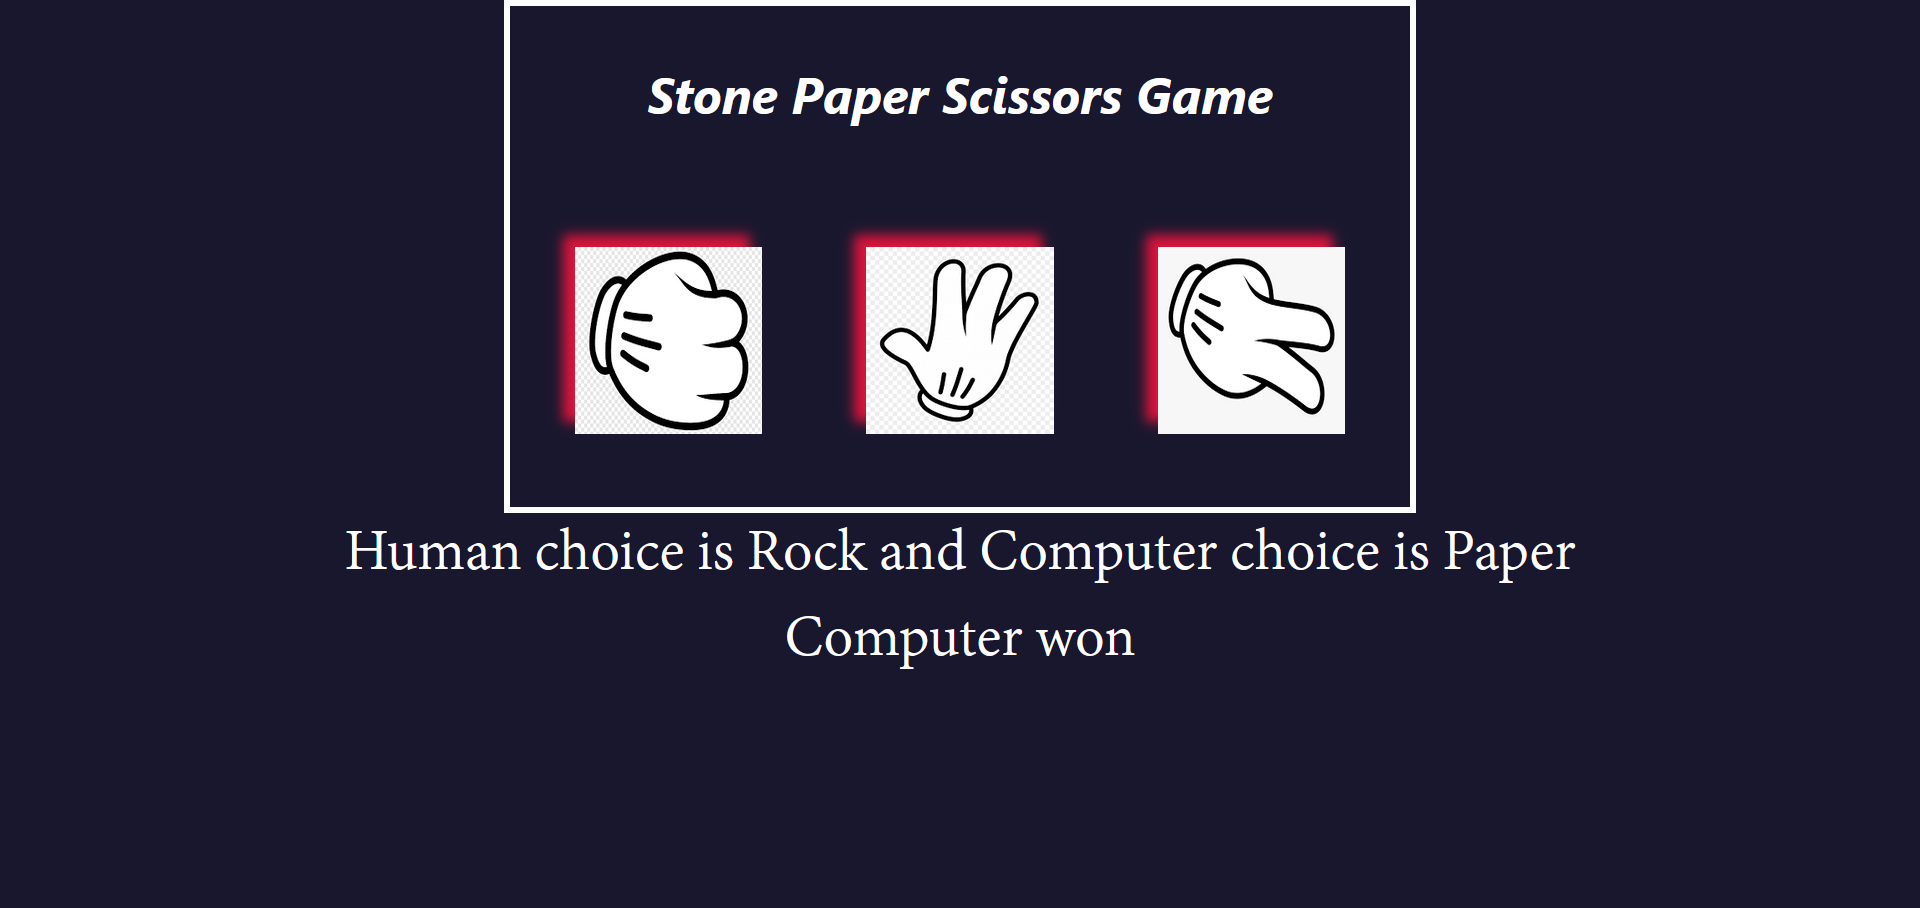 Stone Paper Scissors Game
Human choice is Rock and Computer choice is Paper
Computer won